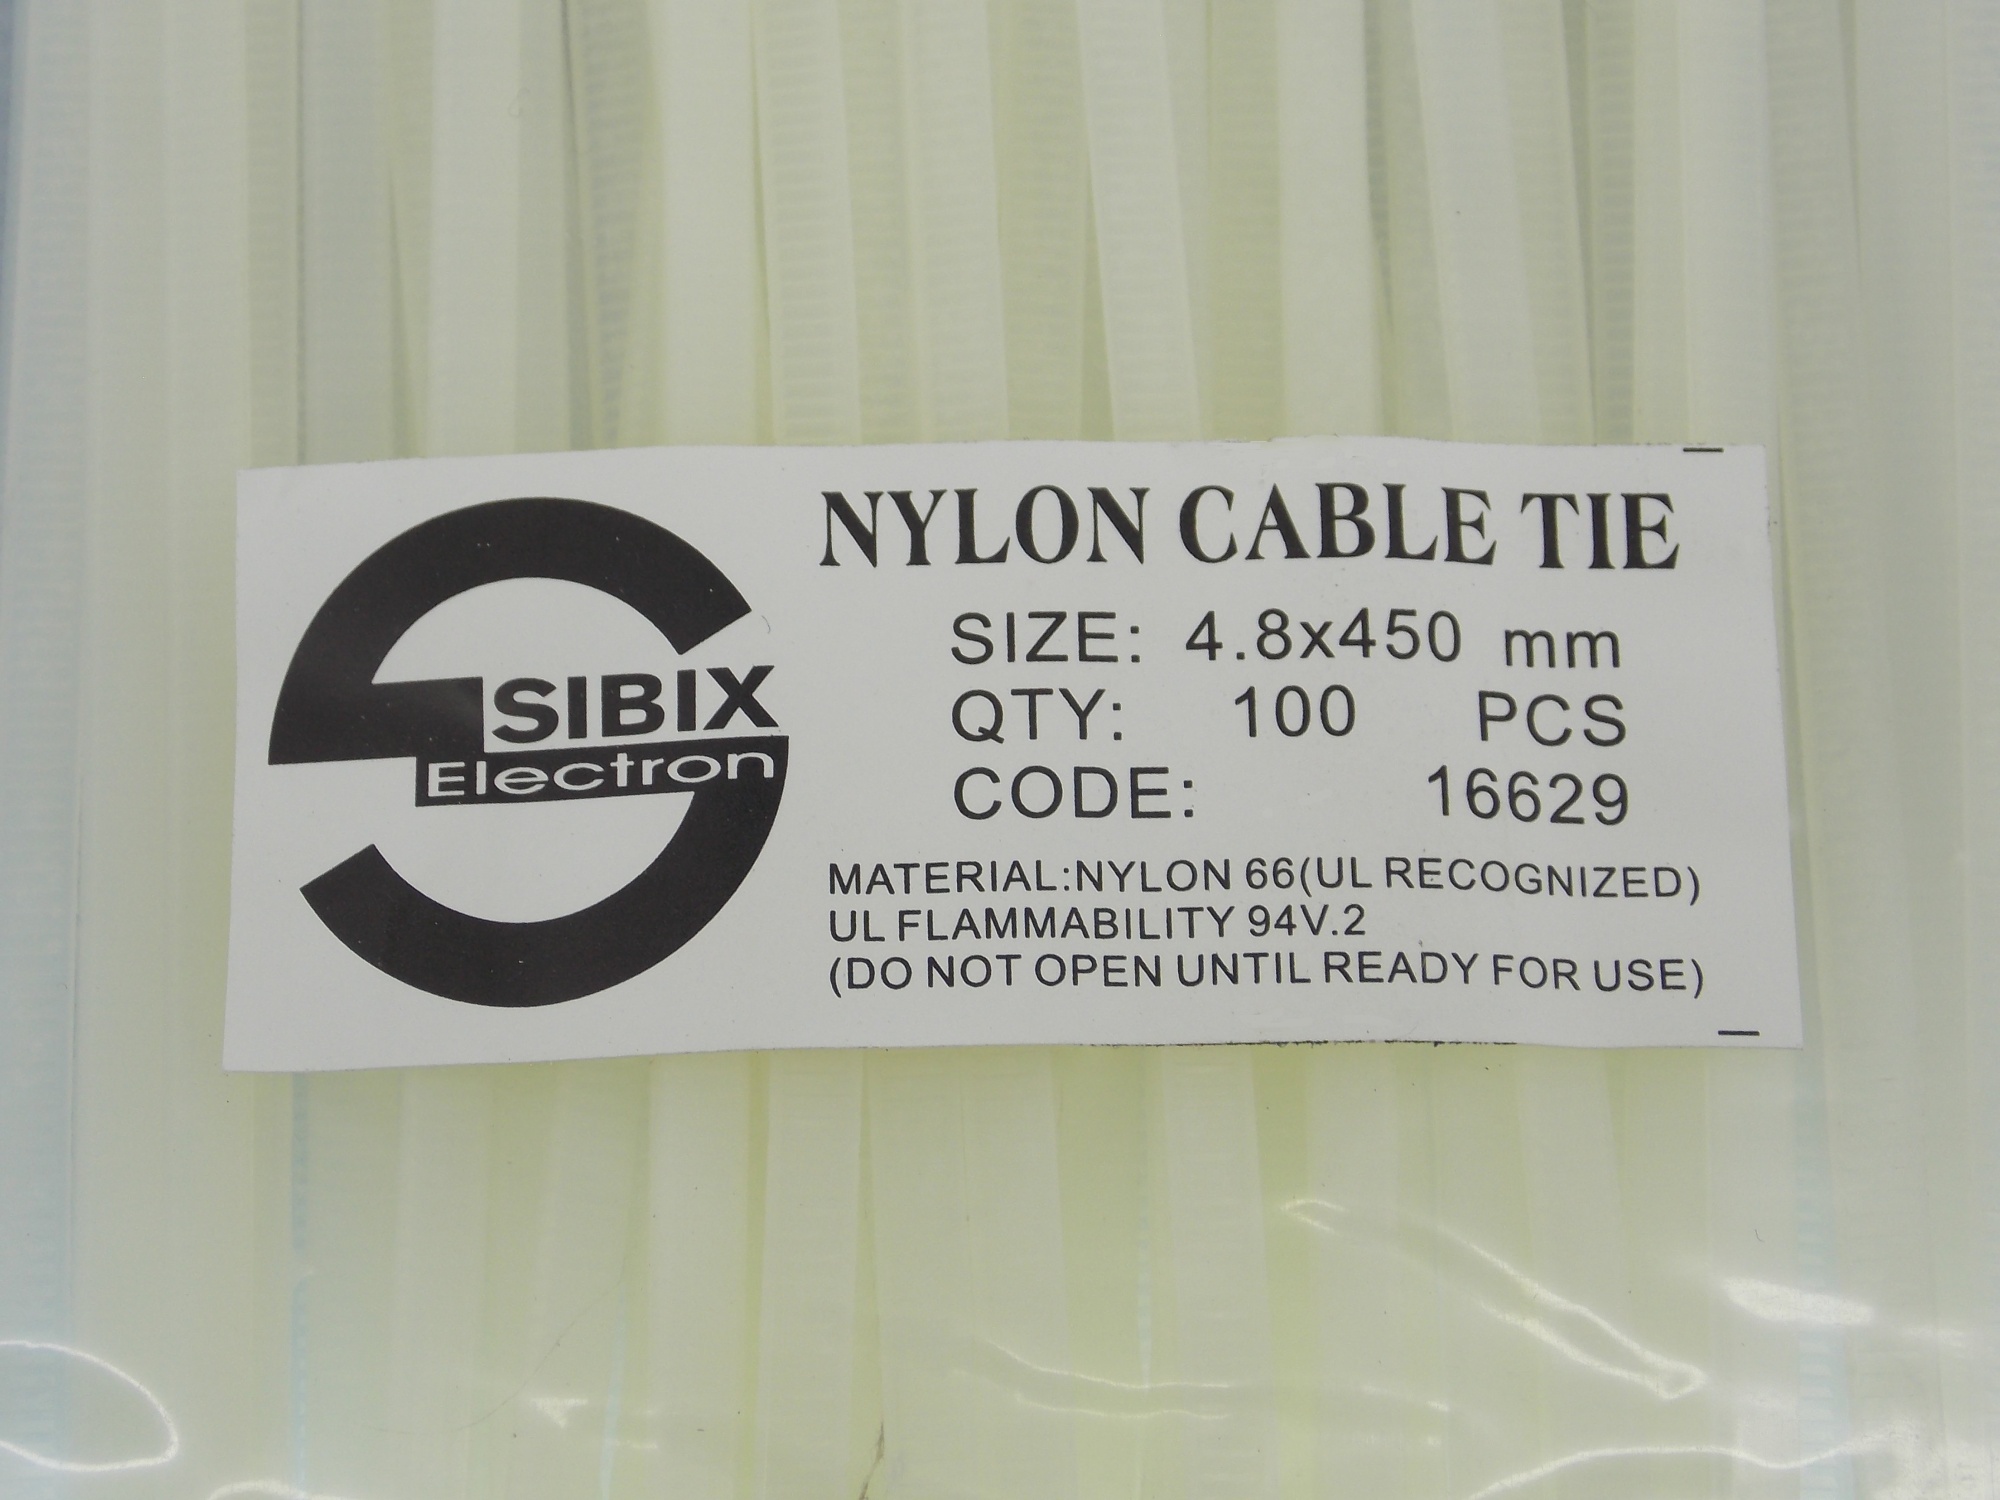 SIBIX
Electron
NYLON CABLE TIE
SIZE: 4.8x450 mm
QTY: 100 PCS
CODE: 16629
MATERIAL:NYLON 66(UL RECOGNIZED)
UL FLAMMABILITY 94V.2
(DO NOT OPEN UNTIL READY FOR USE)